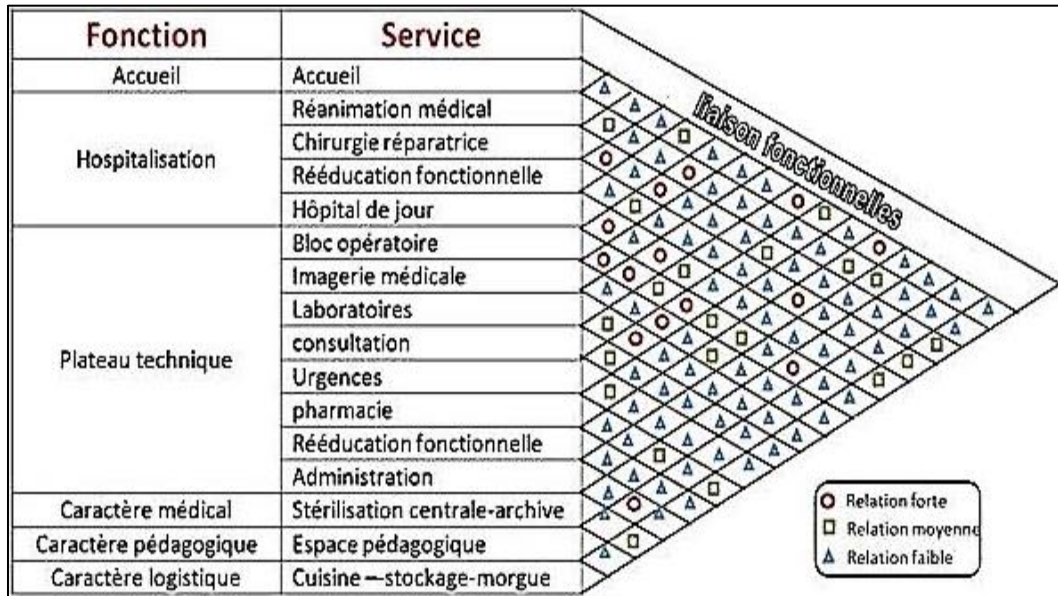 Fonction Service
Accueil Accueil
Hospitalisation
Réanimation médical
Chirurgie réparatrice
Rééducation fonctionnelle
Hôpital de jour
Plateau technique
Bloc opératoire
Imagerie médicale
Laboratoires
consultation
Urgences
pharmacie
Rééducation fonctionnelle
Administration
Caractère médical Stérilisation centrale-archive
Caractère pédagogique Espace pédagogique
Caractère logistique Cuisine –stockage-morgue
liaison fonctionnelles
Relation forte
Relation moyenne
Relation faible